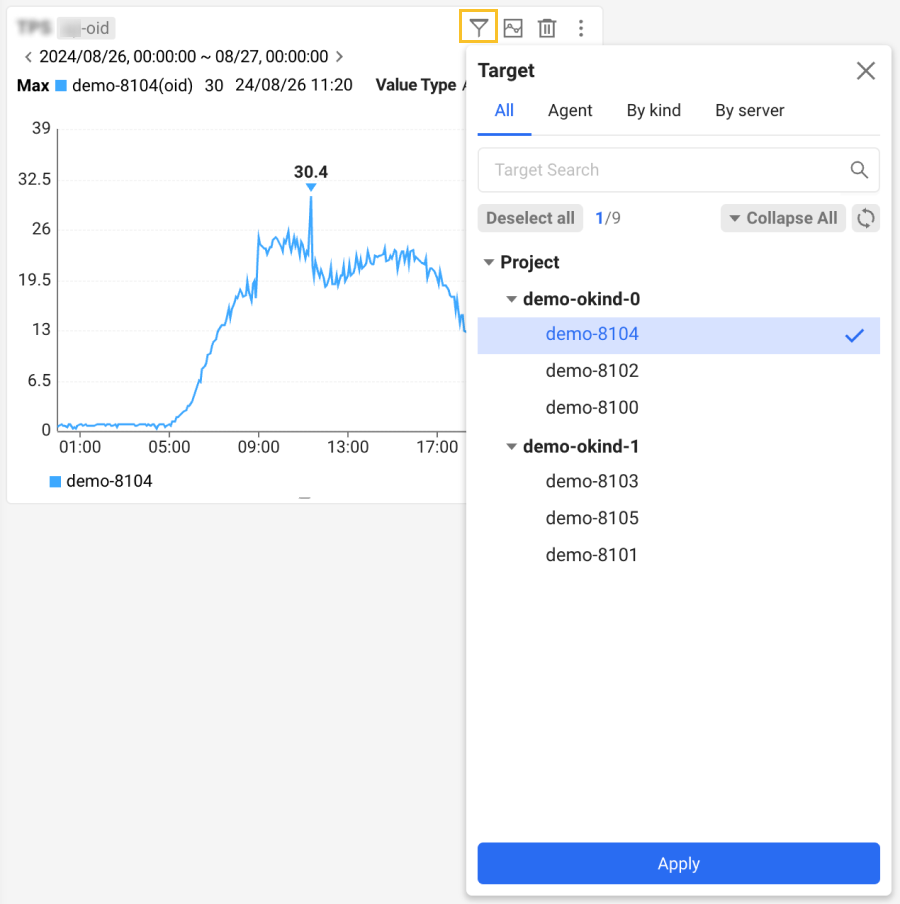 TPS -oid
2024/08/26, 00:00:00 ~ 08/27, 00:00:00
Max demo-8104(oid) 30 24/08/26 11:20 Value Type
39
32.5
26
19.5
13
6.5
0
30.4
01:00 05:00 09:00 13:00 17:00
demo-8104
Target
All Agent By kind By server
Target Search
Deselect all 1/9 Collapse All
Project
demo-okind-0
demo-8104
demo-8102
demo-8100
demo-okind-1
demo-8103
demo-8105
demo-8101
Apply